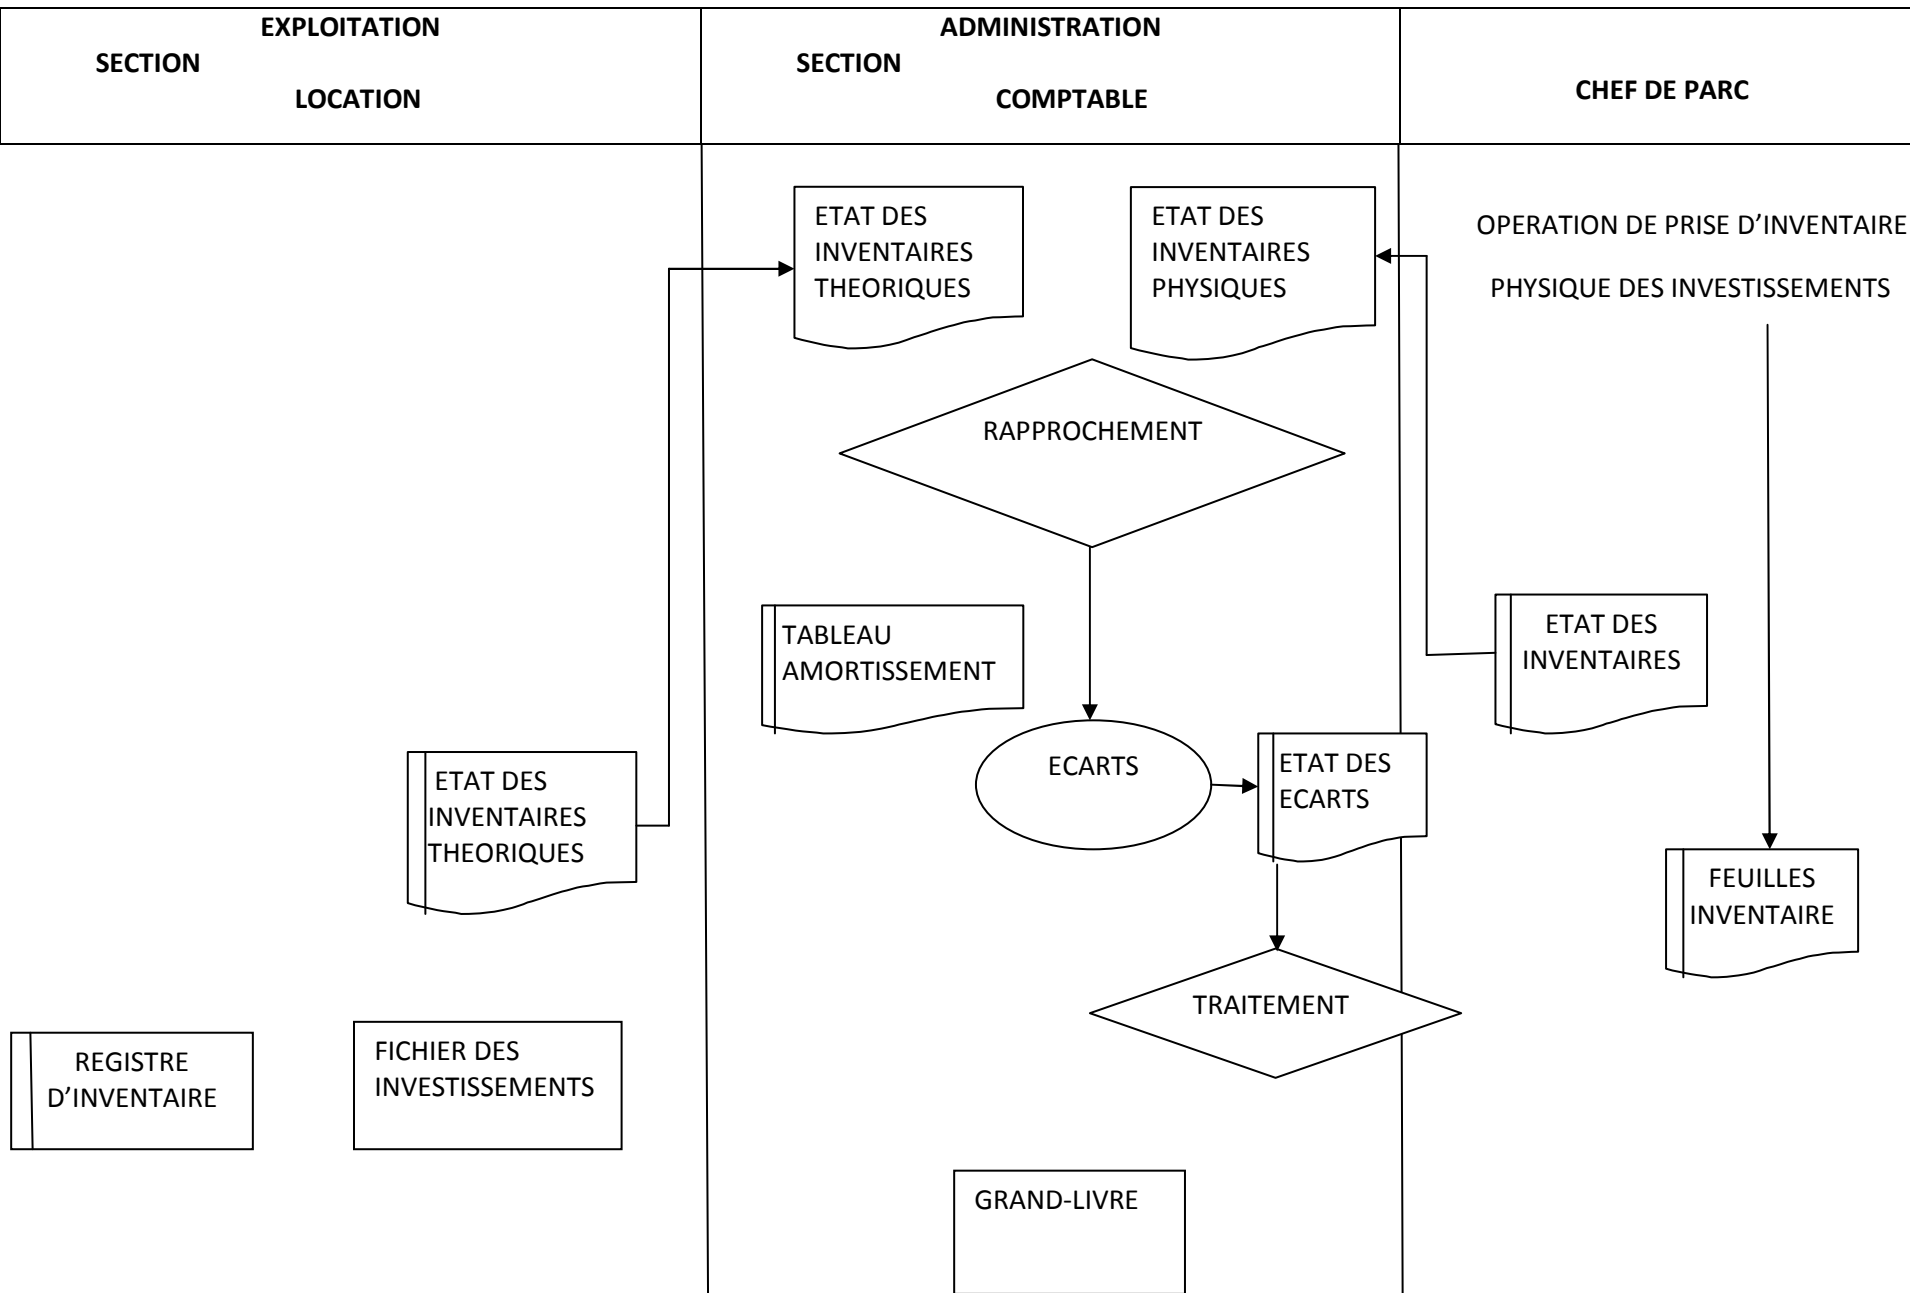 EXPLOITATION
SECTION
LOCATION
ADMINISTRATION
SECTION
COMPTABLE
CHEF DE PARC
ETAT DES
INVENTAIRES
THEORIQUES
ETAT DES
INVENTAIRES
PHYSIQUES
OPERATION DE PRISE D’INVENTAIRE
PHYSIQUE DES INVESTISSEMENTS
RAPPROCHEMENT
TABLEAU
AMORTISSEMENT
ETAT DES
INVENTAIRES
ECARTS
ETAT DES
ECARTS
ETAT DES
INVENTAIRES
THEORIQUES
FEUILLES
INVENTAIRE
TRAITEMENT
REGISTRE
D’INVENTAIRE
FICHIER DES
INVESTISSEMENTS
GRAND-LIVRE